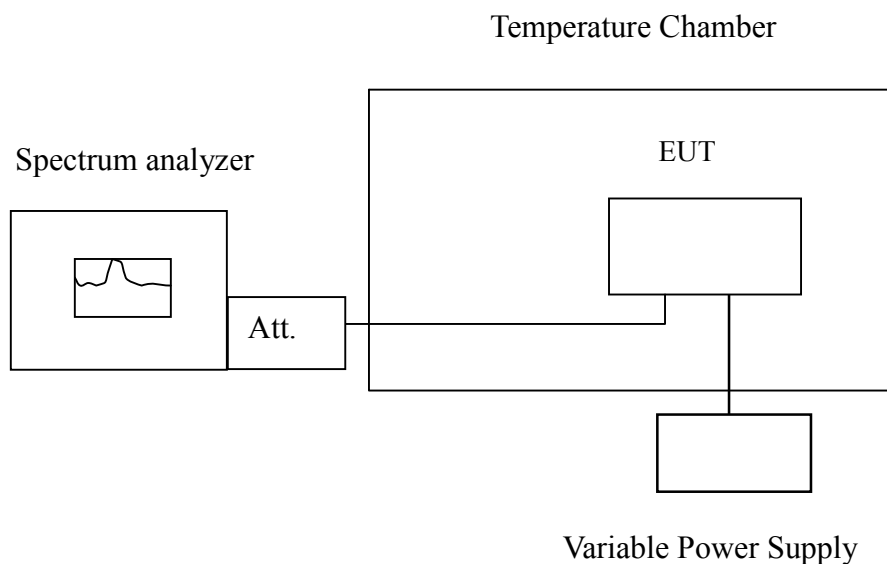 Temperature Chamber
Spectrum analyzer
EUT
Att.
Variable Power Supply